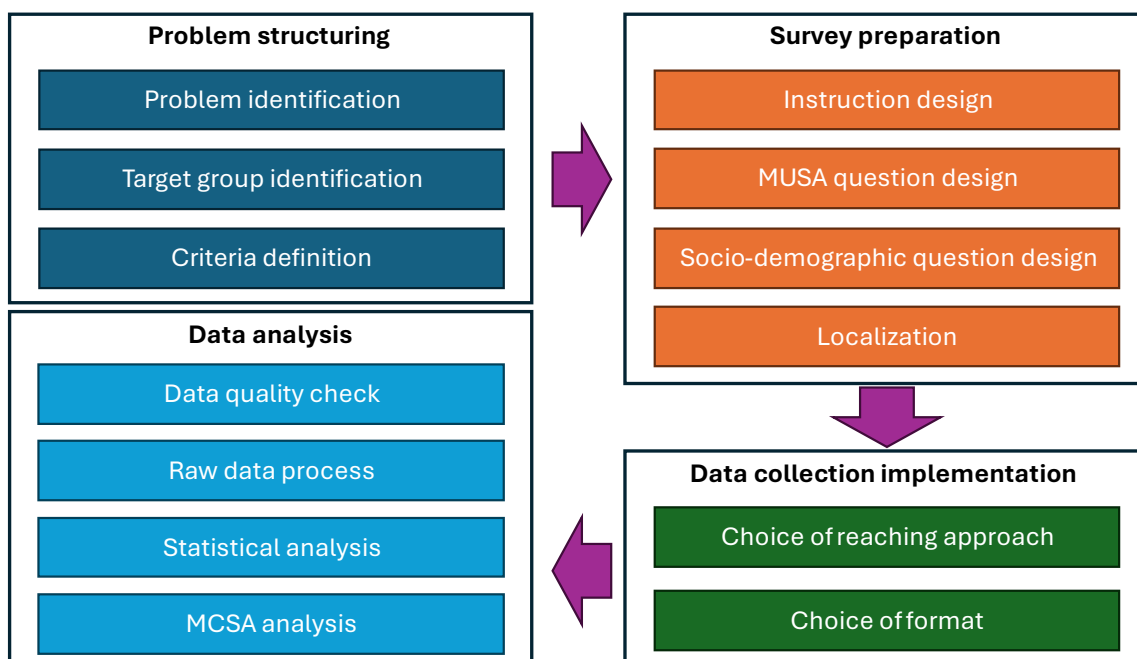 Problem structuring
Problem identification
Target group identification
Criteria definition
Survey preparation
Instruction design
MUSA question design
Socio-demographic question design
Localization
Data collection implementation
Choice of reaching approach
Choice of format
Data analysis
Data quality check
Raw data process
Statistical analysis
MCSA analysis